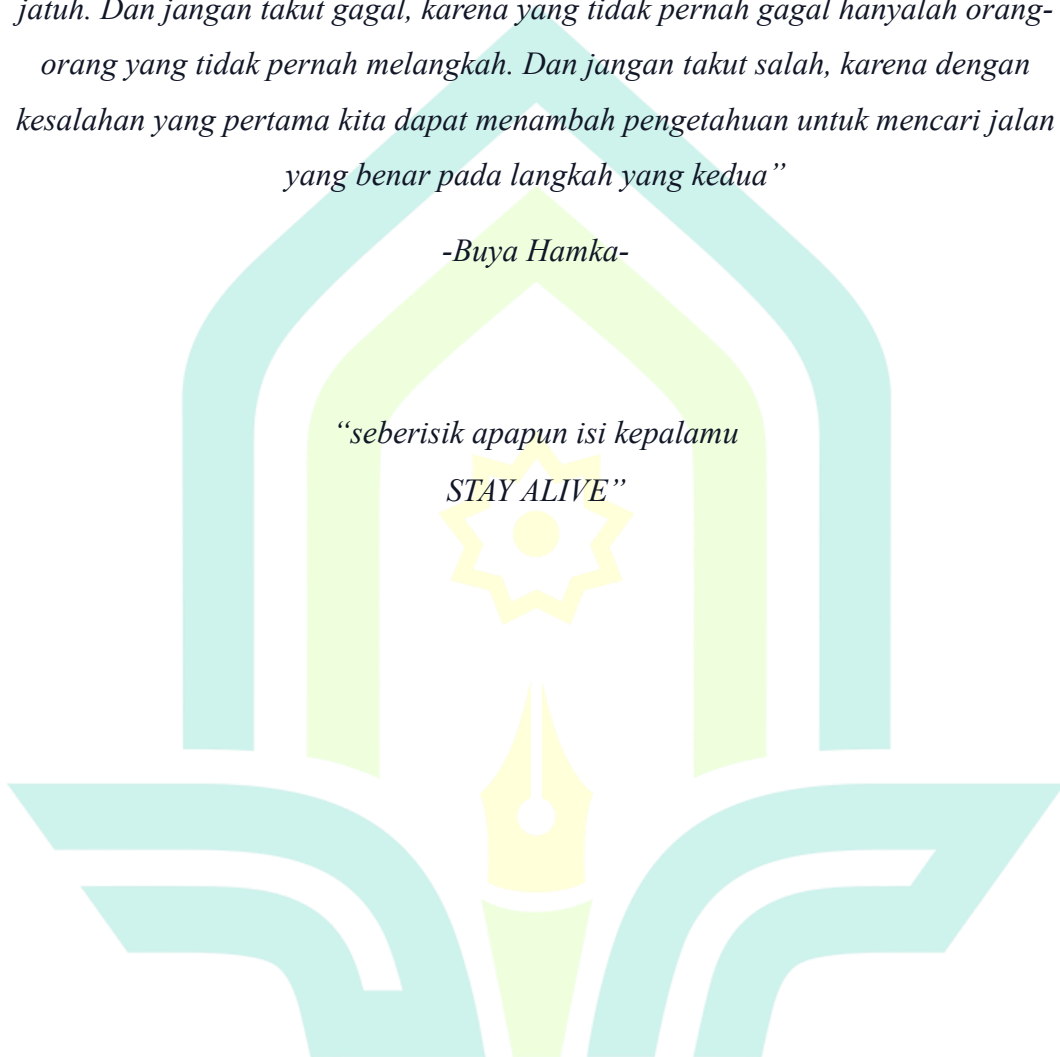 jatuh. Dan jangan takut gagal, karena yang tidak pernah gagal hanyalah orang-
orang yang tidak pernah melangkah. Dan jangan takut salah, karena dengan
kesalahan yang pertama kita dapat menambah pengetahuan untuk mencari jalan
yang benar pada langkah yang kedua”
-Buya Hamka-
“seberisik apapun isi kepalamu
STAY ALIVE”